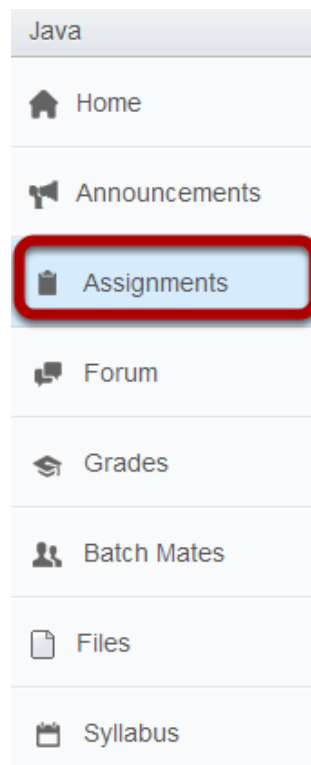 Java
Home
Announcements
Assignments
Forum
Grades
Batch Mates
Files
Syllabus